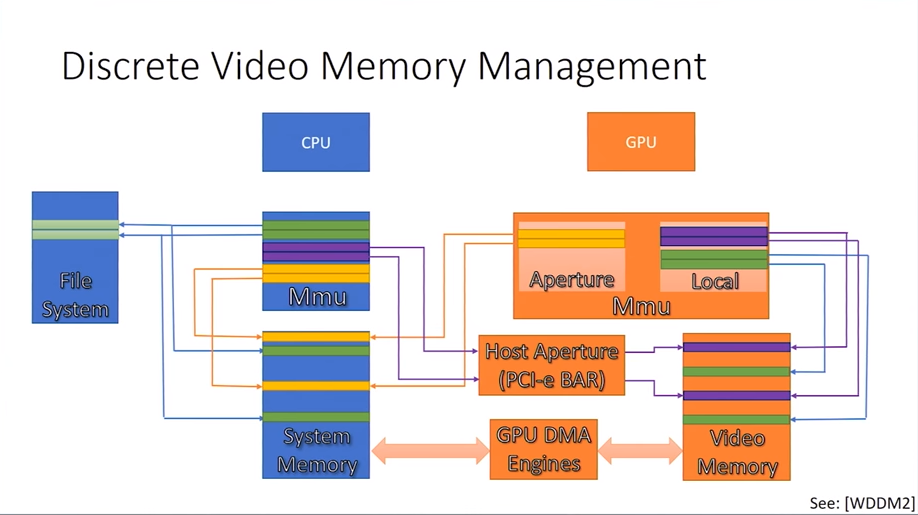 Discrete Video Memory Management
CPU
GPU
File
System
Mmu
Aperture
Local
Mmu
Host Aperture
(PCI-e BAR)
System
Memory
GPU DMA
Engines
Video
Memory
See: [WDDM2]